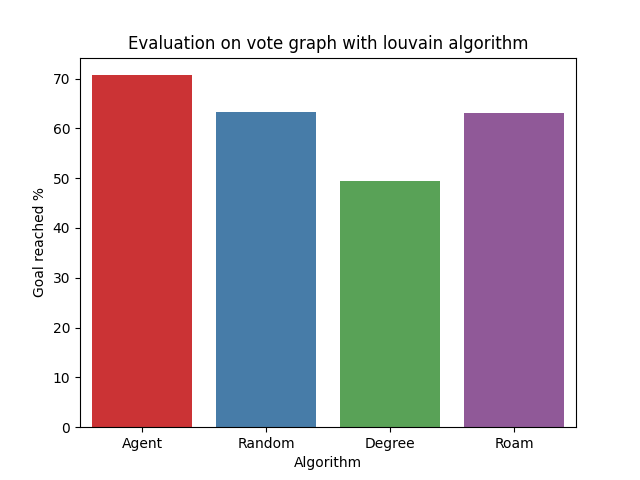 Evaluation on vote graph with louvain algorithm
Goal reached %
70
60
50
40
30
20
10
0
Agent Random Degree Roam
Algorithm